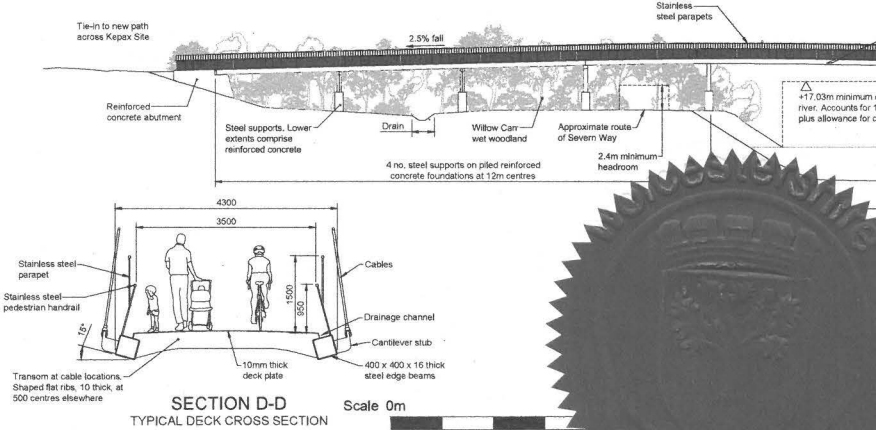 Stainless
steel parapets
Tie-in to new path
across Kepax Site
2.5% fall
Reinforced
concrete abutment
Steel supports. Lower
extents comprise
reinforced concrete
Drain
Willow Carr
wet woodland
Approximate route
of Severn Way
2.4m minimum
headroom
+17.03m minimum
river. Accounts for 1
plus allowance for
4 no. steel supports on piled reinforced
concrete foundations at 12m centres
4300
3500
Stainless steel
parapet
Stainless steel
pedestrian handrail
15°
1500
950
Cables
Drainage channel
Cantilever stub
400 x 400 x 16 thick
steel edge beams
10mm thick
deck plate
Transom at cable locations.
Shaped flat ribs, 10 thick, at
500 centres elsewhere
SECTION D-D
TYPICAL DECK CROSS SECTION
Scale 0m